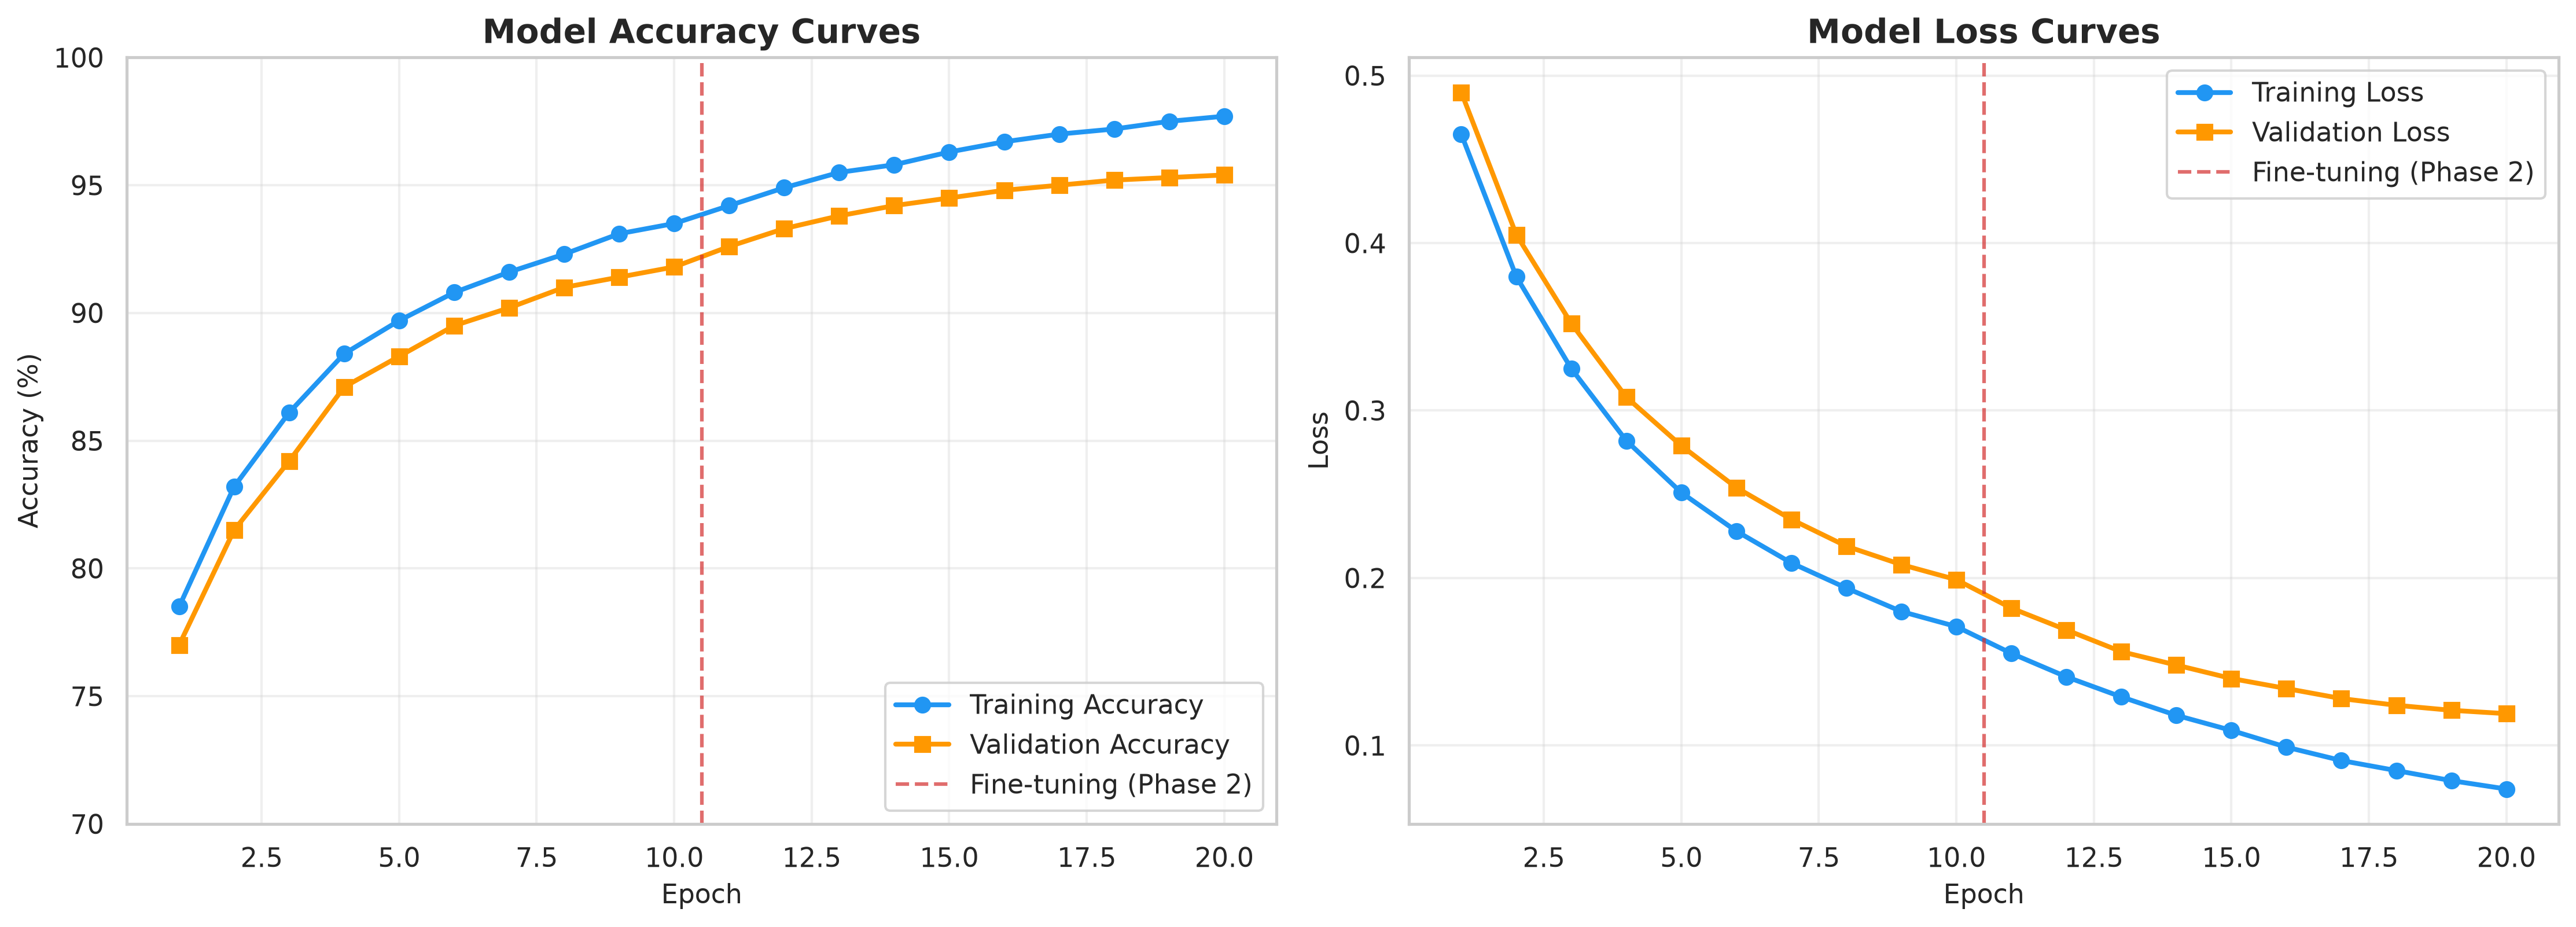 Model Accuracy Curves
100
95
90
85
80
75
70
Accuracy (%)
2.5 5.0 7.5 10.0 12.5 15.0 17.5 20.0
Epoch
Training Accuracy
Validation Accuracy
Fine-tuning (Phase 2)
Model Loss Curves
0.5
0.4
0.3
0.2
0.1
Loss
2.5 5.0 7.5 10.0 12.5 15.0 17.5 20.0
Epoch
Training Loss
Validation Loss
Fine-tuning (Phase 2)